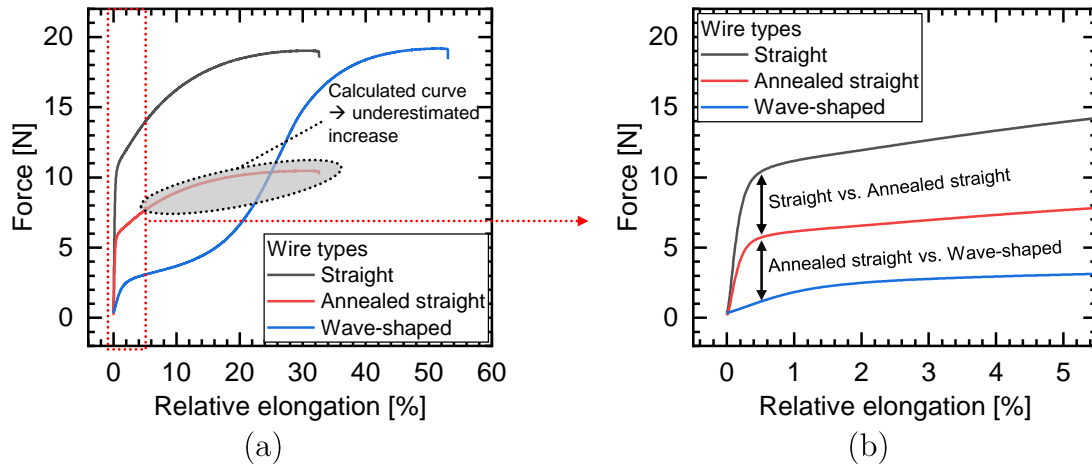 Force [N]
20
15
10
5
0
0
10
20
30
40
50
60
Relative elongation [%]
Calculated curve
→ underestimated
increase
Wire types
Straight
Annealed straight
Wave-shaped
(a)
Force [N]
20
15
10
5
0
0
1
2
3
4
5
Relative elongation [%]
Wire types
Straight
Annealed straight
Wave-shaped
Straight vs. Annealed straight
Annealed straight vs. Wave-shaped
(b)